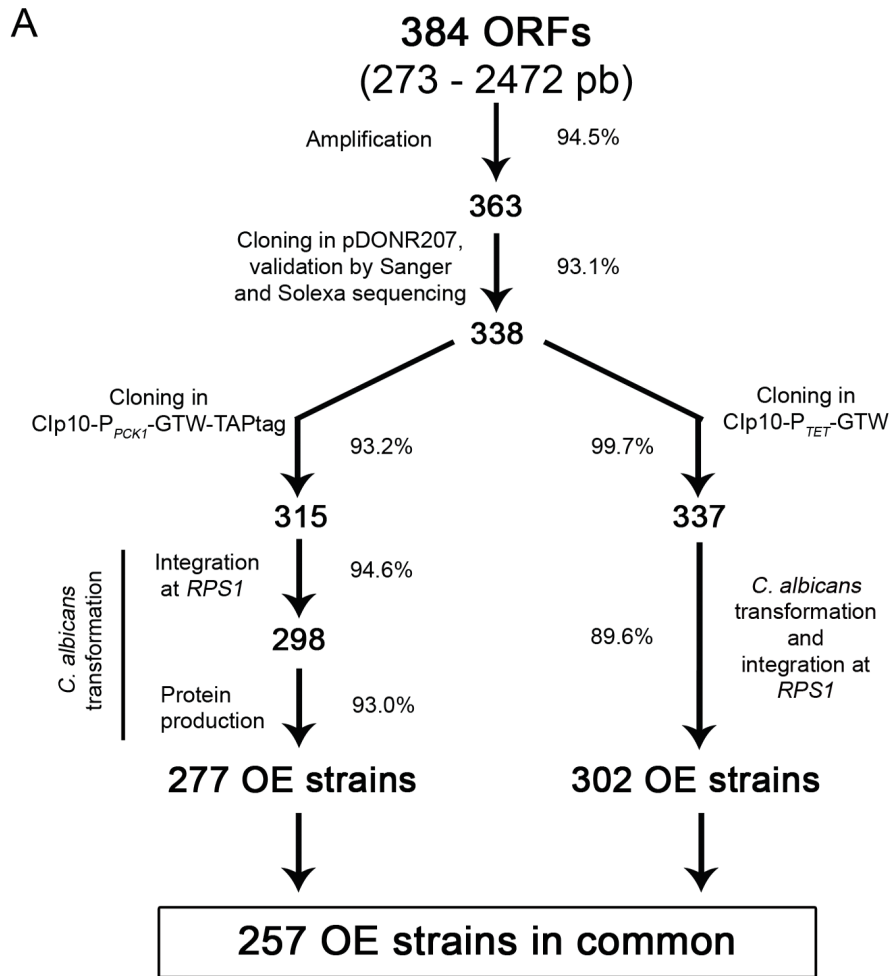 A
384 ORFs
(273 - 2472 pb)
Amplification
94.5%
363
Cloning in pDONR207,
validation by Sanger
and Solexa sequencing
93.1%
338
Cloning in
CIp10-PPCK1-GTW-TAPtag
93.2%
99.7%
Cloning in
CIp10-PTET-GTW
315
337
C. albicans
transformation
Integration
at RPS1
94.6%
298
Protein
production
93.0%
89.6%
C. albicans
transformation
and
integration at
RPS1
277 OE strains
302 OE strains
257 OE strains in common